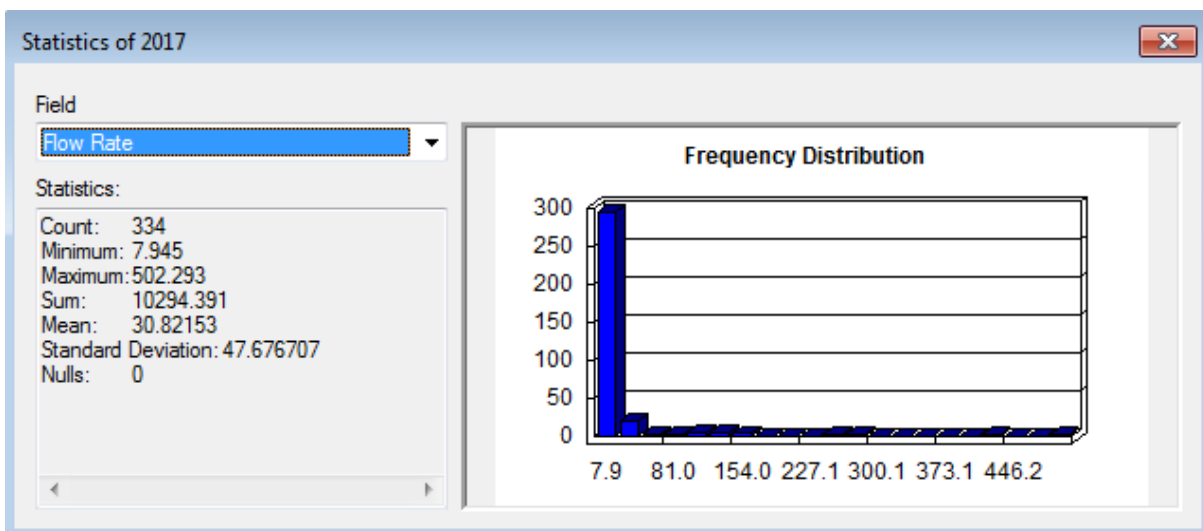 Statistics of 2017
Field
Flow Rate
Statistics:
Count: 334
Minimum: 7.945
Maximum: 502.293
Sum: 10294.391
Mean: 30.82153
Standard Deviation: 47.676707
Nulls: 0
Frequency Distribution
300
250
200
150
100
50
0
7.9 81.0 154.0 227.1 300.1 373.1 446.2